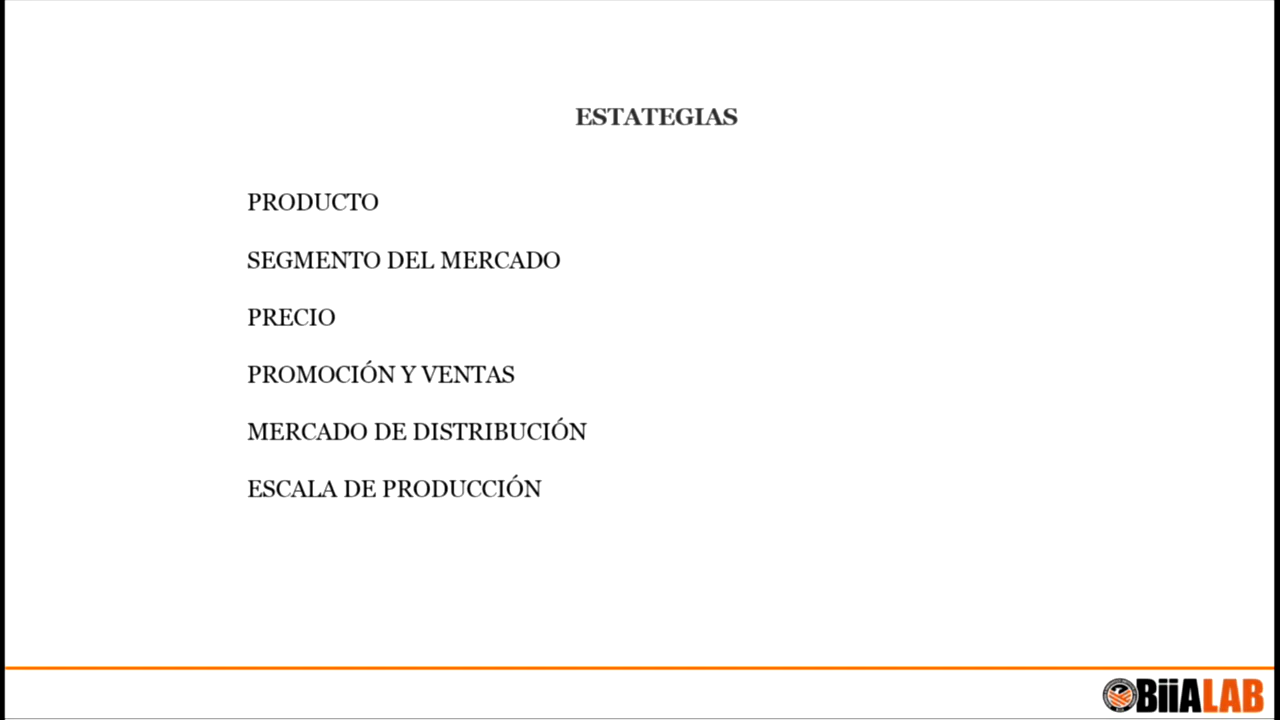 ESTATEGIAS
PRODUCTO
SEGMENTO DEL MERCADO
PRECIO
PROMOCIÓN Y VENTAS
MERCADO DE DISTRIBUCIÓN
ESCALA DE PRODUCCIÓN
BiiALAB